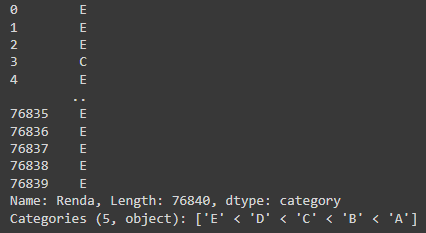 0        E
1        E
2        E
3        C
4        E
        ..
76835    E
76836    E
76837    E
76838    E
76839    E
Name: Renda, Length: 76840, dtype: category
Categories (5, object): ['E' < 'D' < 'C' < 'B' < 'A']